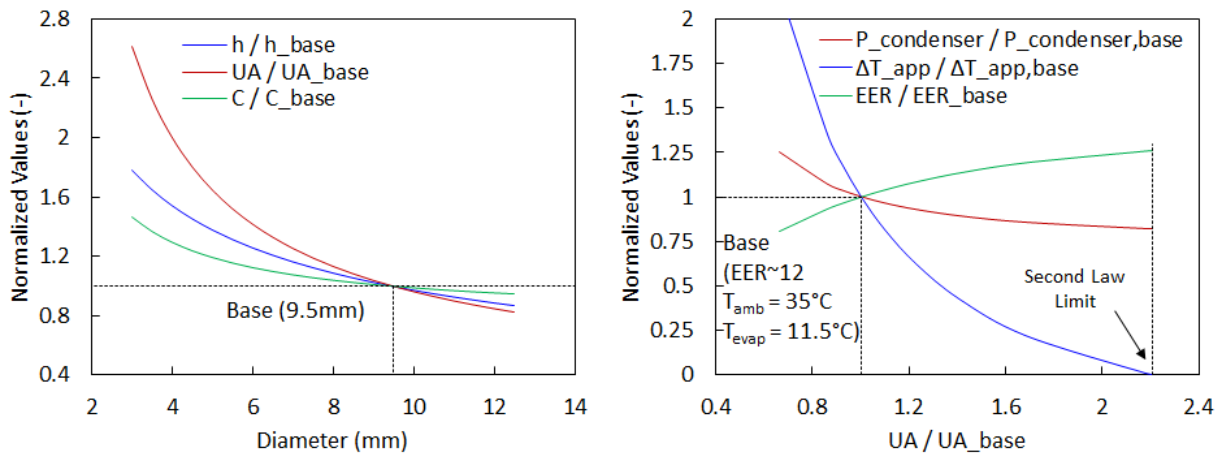 Normalized Values (-)
2.8
2.4
2
1.6
1.2
0.8
0.4
h / h_base
UA / UA_base
C / C_base
Base (9.5mm)
2
4
6
8
10
12
14
Diameter (mm)
Normalized Values (-)
2
1.75
1.5
1.25
1
0.75
0.5
0.25
0
P_condenser / P_condenser,base
ΔT_app / ΔT_app,base
EER / EER_base
Base
(EER~12
T_amb = 35°C
T_evap = 11.5°C)
Second Law
Limit
0.4
0.8
1.2
1.6
2
2.4
UA / UA_base